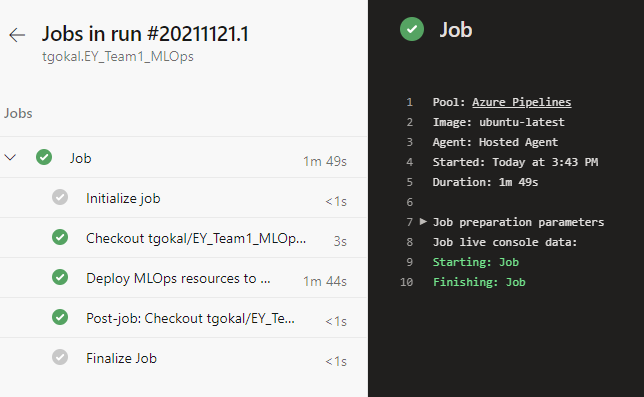 Jobs in run #20211121.1
tgokal.EY_Team1_MLOps
Jobs
Job 1m 49s
Initialize job <1s
Checkout tgokal/EY_Team1_MLOp... 3s
Deploy MLOps resources to ... 1m 44s
Post-job: Checkout tgokal/EY_Te... <1s
Finalize Job <1s
Job
1 Pool: Azure Pipelines
2 Image: ubuntu-latest
3 Agent: Hosted Agent
4 Started: Today at 3:43 PM
5 Duration: 1m 49s
6
7 Job preparation parameters
8 Job live console data:
9 Starting: Job
10 Finishing: Job